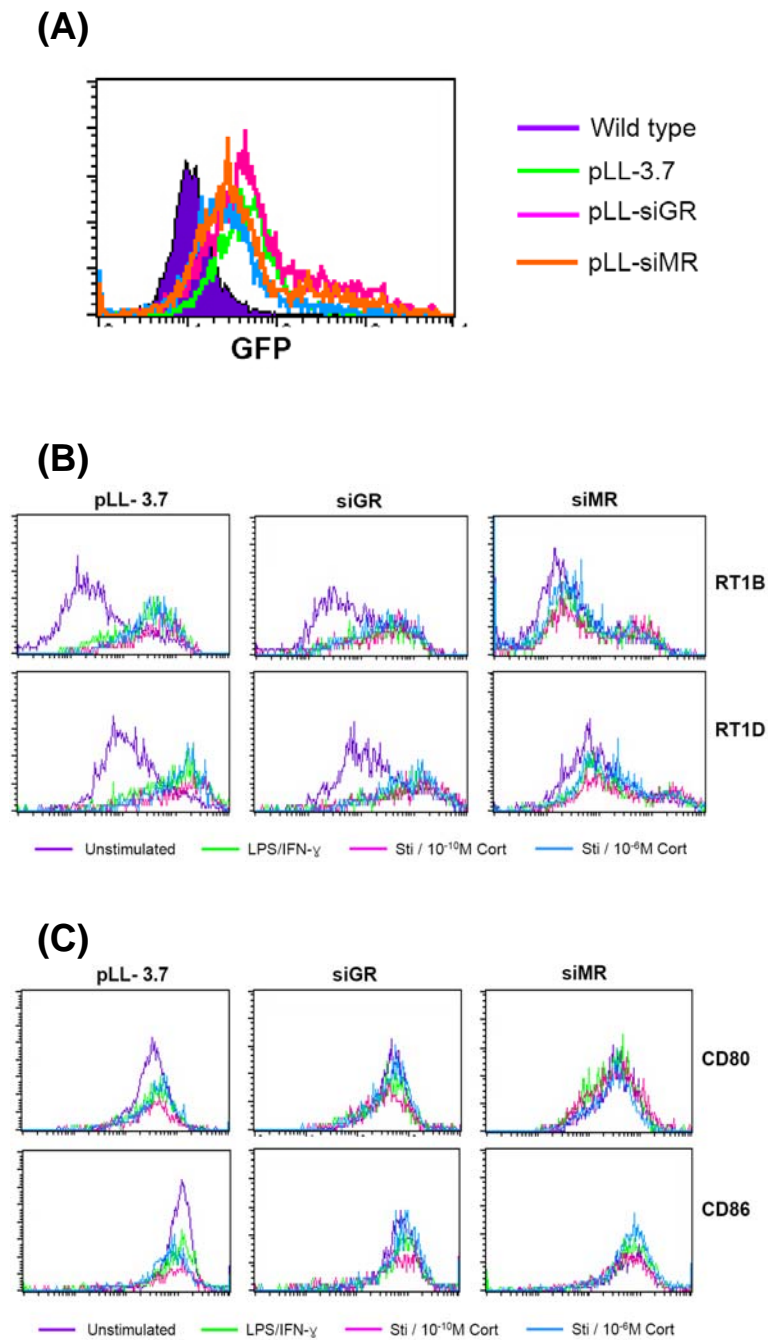 (A)
Wild type
pLL-3.7
pLL-siGR
pLL-siMR
GFP
(B)
pLL- 3.7 siGR siMR
RT1B
RT1D
Unstimulated LPS/IFN-ɣ Sti / 10⁻¹⁰M Cort Sti / 10⁻⁶M Cort
(C)
pLL- 3.7 siGR siMR
CD80
CD86
Unstimulated LPS/IFN-ɣ Sti / 10⁻¹⁰M Cort Sti / 10⁻⁶M Cort